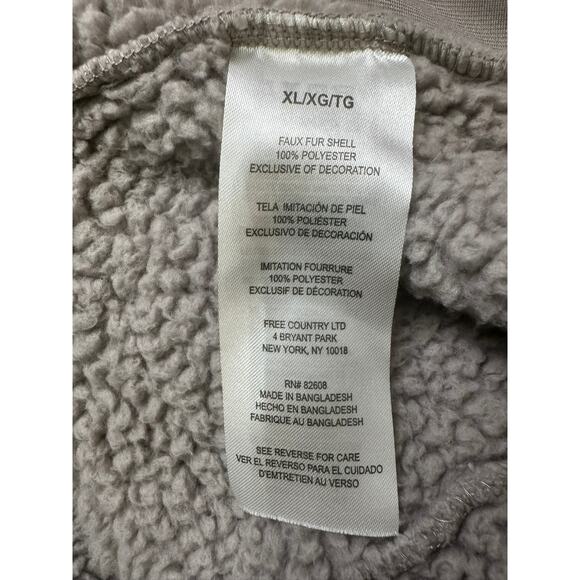 XL/XG/TG
FAUX FUR SHELL
100% POLYESTER
EXCLUSIVE OF DECORATION
TELA IMITACIÓN DE PIEL
100% POLIÉSTER
EXCLUSIVO DE DECORACIÓN
IMITATION FOURRURE
100% POLYESTER
EXCLUSIF DE DÉCORATION
FREE COUNTRY LTD
4 BRYANT PARK
NEW YORK, NY 10018
RN# 82608
MADE IN BANGLADESH
HECHO EN BANGLADESH
FABRIQUE AU BANGLADESH
SEE REVERSE FOR CARE
VER EL REVERSO PARA EL CUIDADO
D'EMTRETIEN AU VERSO